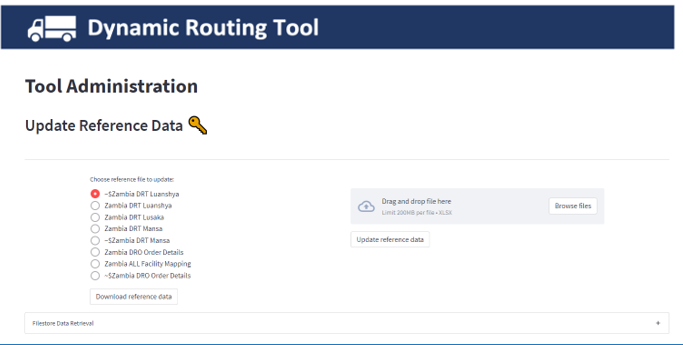 Dynamic Routing Tool
Tool Administration
Update Reference Data
Choose reference file to update:
~$Zambia DRT Luanshya
Zambia DRT Luanshya
Zambia DRT Lusaka
Zambia DRT Mansa
~$Zambia DRT Mansa
Zambia DRO Order Details
Zambia ALL Facility Mapping
~$Zambia DRO Order Details
Download reference data
Drag and drop file here
Limit 200MB per file • XLSX
Browse files
Update reference data
Filestore Data Retrieval
+